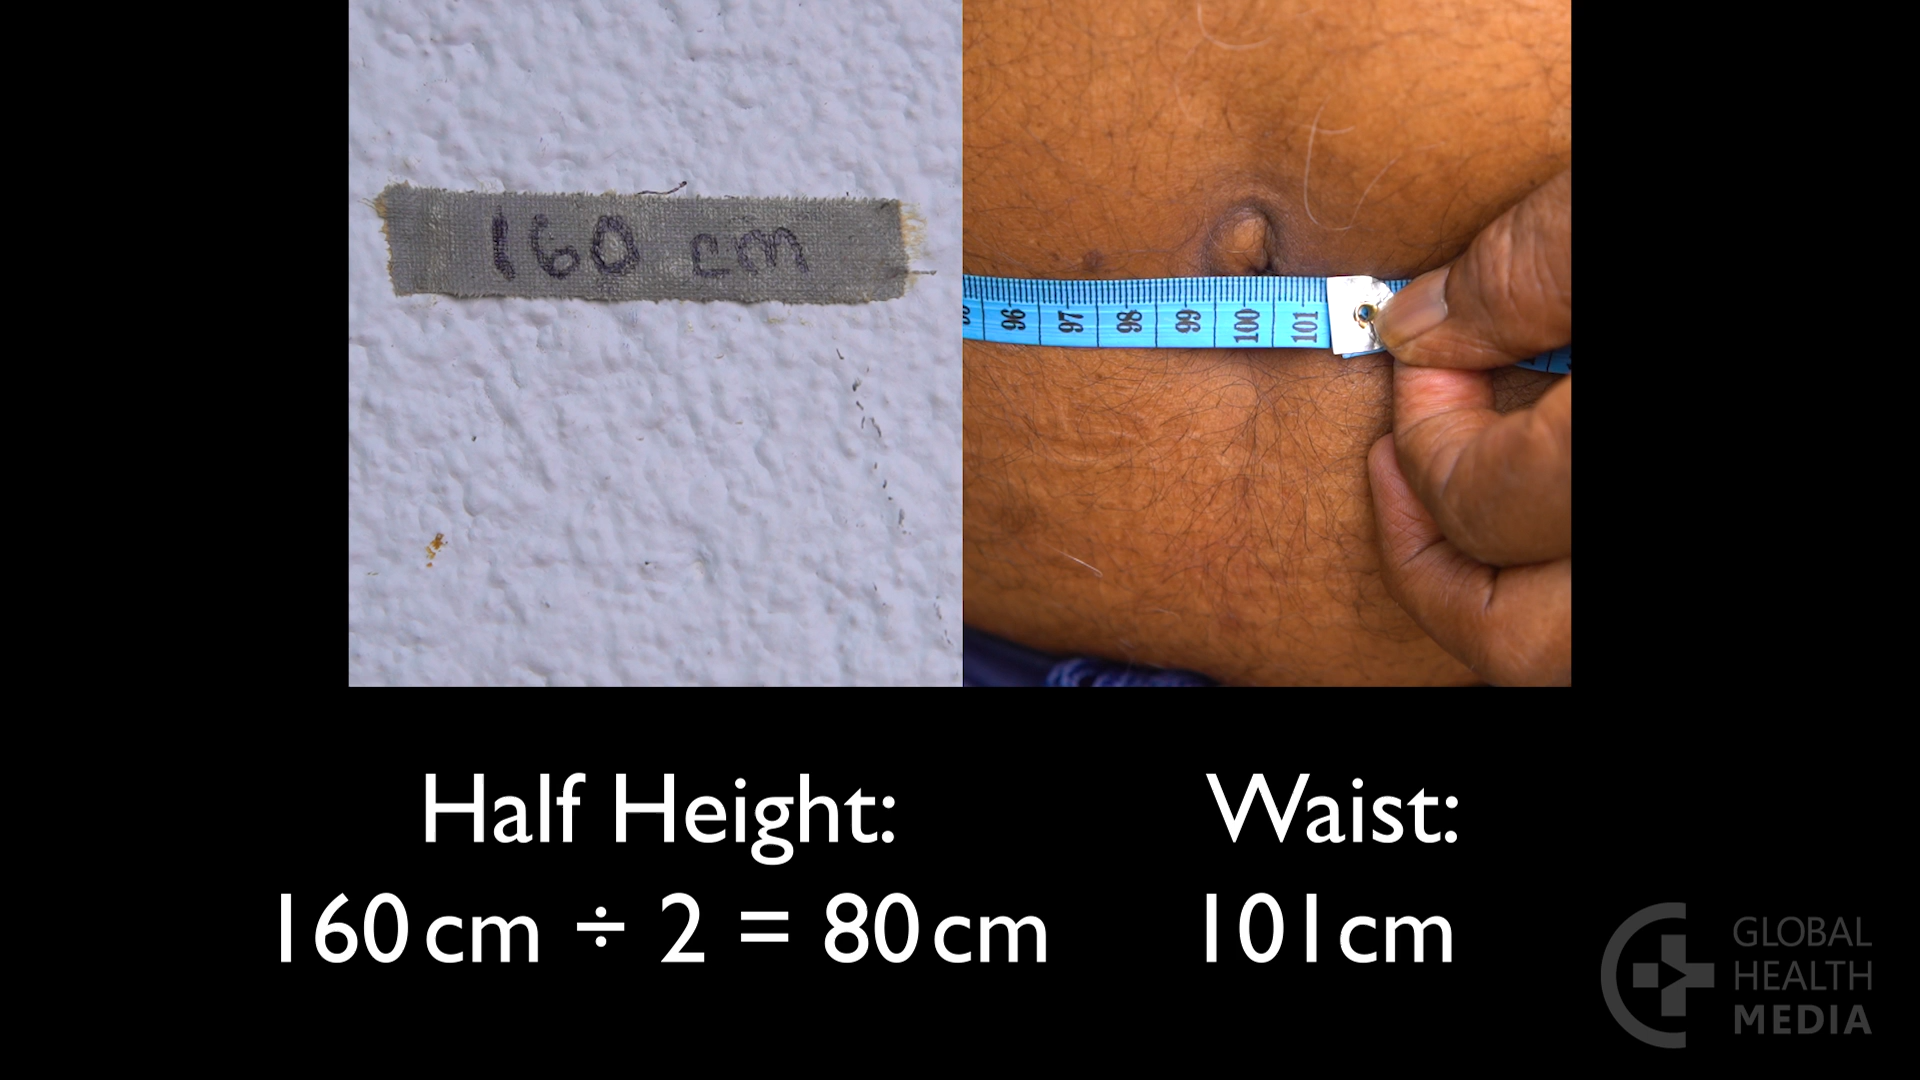 160 cm
96 97 98 99 100 101
Half Height:
160 cm ÷ 2 = 80 cm
Waist:
101cm
GLOBAL
HEALTH
MEDIA